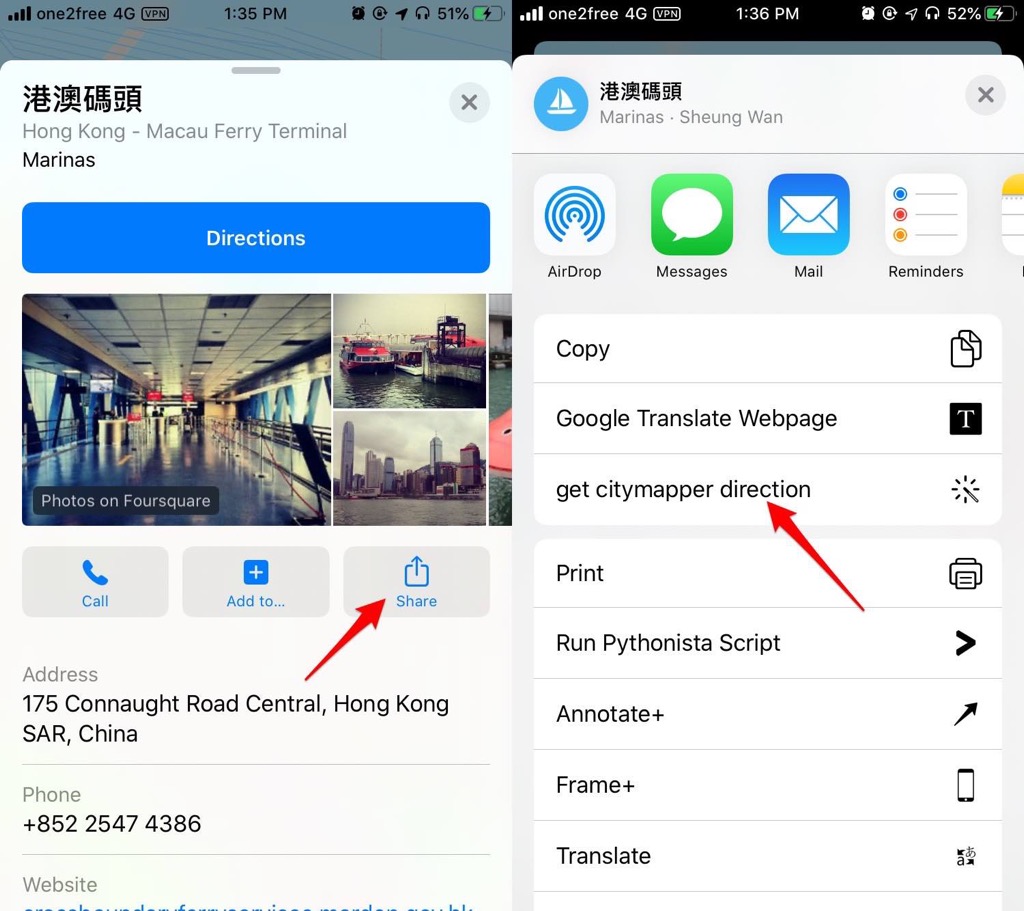 one2free 4G VPN 1:35 PM 51%
港澳碼頭
Hong Kong - Macau Ferry Terminal
Marinas
Directions
Photos on Foursquare
Call
Add to...
Share
Address
175 Connaught Road Central, Hong Kong
SAR, China
Phone
+852 2547 4386
Website
one2free 4G VPN 1:36 PM 52%
港澳碼頭
Marinas · Sheung Wan
AirDrop
Messages
Mail
Reminders
Copy
Google Translate Webpage
T
get citymapper direction
Print
Run Pythonista Script
Annotate+
Frame+
Translate
あ
a